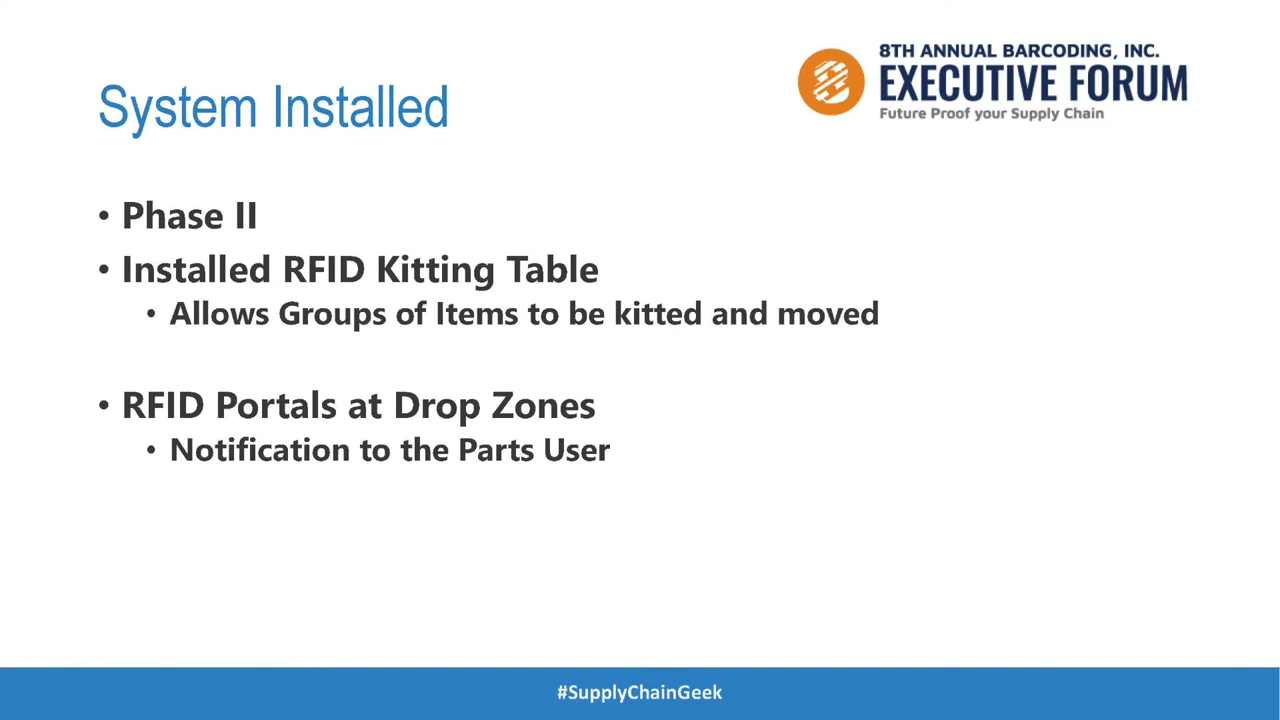 8TH ANNUAL BARCODING, INC.
EXECUTIVE FORUM
Future Proof your Supply Chain
System Installed
• Phase II
• Installed RFID Kitting Table
• Allows Groups of Items to be kitted and moved
• RFID Portals at Drop Zones
• Notification to the Parts User
#SupplyChainGeek